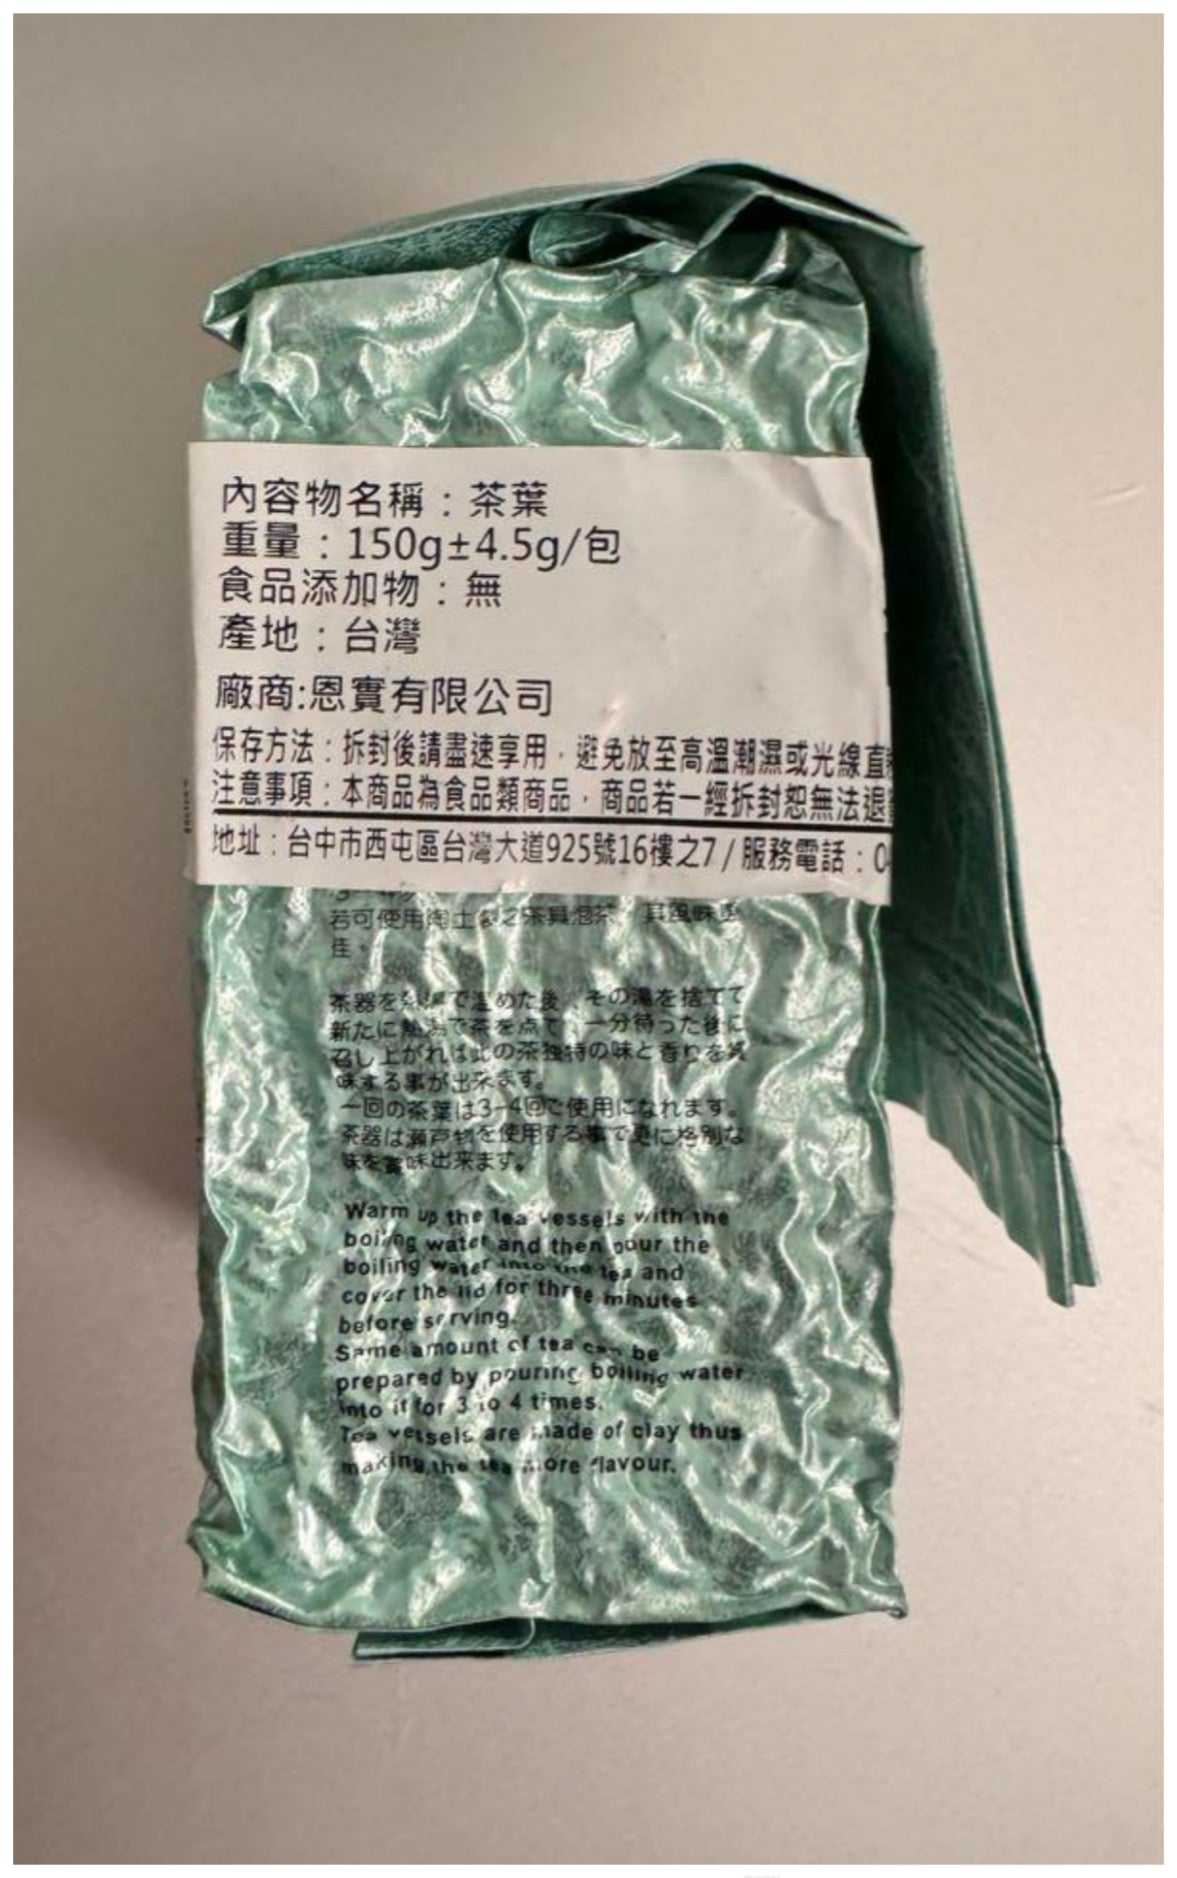 內容物名稱：茶葉
重量：150g±4.5g/包
食品添加物：無
產地：台灣
廠商:恩實有限公司
保存方法：拆封後請盡速享用，避免放至高溫潮濕或光線直
注意事項：本商品為食品類商品，商品若一經拆封恕無法退
地址：台中市西屯區台灣大道925號16樓之7/服務電話：0
若可使用陶土 之茶具泡茶 其風味
佳。
茶器を熱湯で温めた後、その湯を捨てて
新たに熱湯で茶を点て、一分待った後に
召し上がれば此の茶独特の味と香りを
味する事が出来ます。
一回の茶葉は3-4回ご使用になれます。
茶器は瀬戸物を使用する事で更に格別な
味を賞味出来ます。
Warm up the tea vessels with the
boiling water and then pour the
boiling water into the tea and
cover the lid for three minutes
before serving.
Same amount of tea can be
prepared by pouring boiling water
into it for 3 to 4 times.
Tea vessels are made of clay thus
making the tea more flavour.